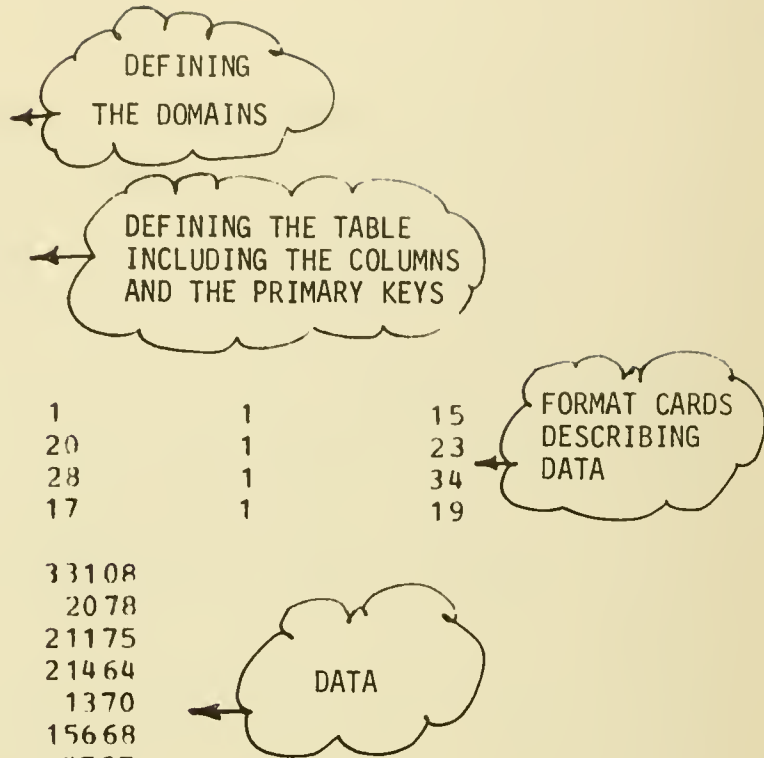 DEFINING
THE DOMAINS
DEFINING THE TABLE
INCLUDING THE COLUMNS
AND THE PRIMARY KEYS
1 1 15
20 1 23
28 1 34
17 1 19
FORMAT CARDS
DESCRIBING
DATA
33108
2078
21175
21464
1370
15668
DATA